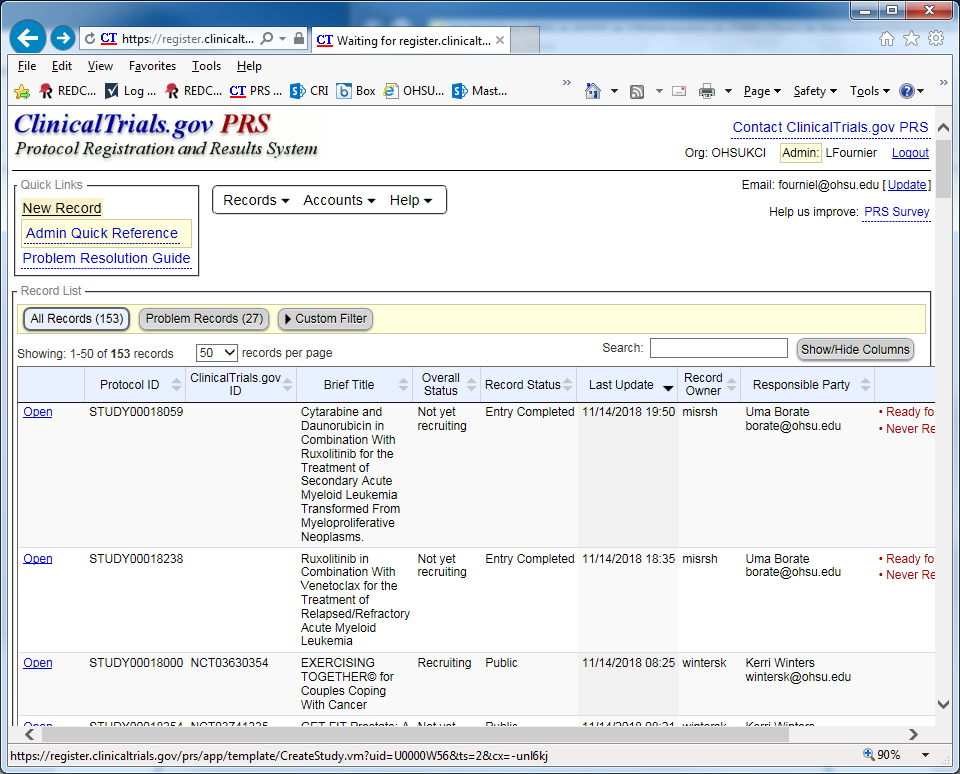 https://register.clinicalt...
CT Waiting for register.clinicalt...
File Edit View Favorites Tools Help
REDC... Log ... REDC... CT PRS ... CRI Box OHSU... Mast... Page Safety Tools
ClinicalTrials.gov PRS
Protocol Registration and Results System
Contact ClinicalTrials.gov PRS
Org: OHSUKCI Admin: LFournier Logout
Email: fourniel@ohsu.edu [Update]
Help us improve: PRS Survey
Quick Links
New Record
Admin Quick Reference
Problem Resolution Guide
Records Accounts Help
Record List
All Records (153) Problem Records (27) Custom Filter
Showing: 1-50 of 153 records 50 records per page Search: Show/Hide Columns
Protocol ID ClinicalTrials.gov ID Brief Title Overall Status Record Status Last Update Record Owner Responsible Party
Open STUDY00018059 Cytarabine and Not yet Entry Completed 11/14/2018 19:50 misrsh Uma Borate • Ready fo
Daunorubicin in recruiting borate@ohsu.edu • Never Re
Combination With
Ruxolitinib for the
Treatment of
Secondary Acute
Myeloid Leukemia
Transformed From
Myeloproliferative
Neoplasms.
Open STUDY00018238 Ruxolitinib in Not yet Entry Completed 11/14/2018 18:35 misrsh Uma Borate • Ready fo
Combination With recruiting borate@ohsu.edu • Never Re
Venetoclax for the
Treatment of
Relapsed/Refractory
Acute Myeloid
Leukemia
Open STUDY00018000 NCT03630354 EXERCISING Recruiting Public 11/14/2018 08:25 wintersk Kerri Winters
TOGETHER© for wintersk@ohsu.edu
Couples Coping
With Cancer
https://register.clinicaltrials.gov/prs/app/template/CreateStudy.vm?uid=U0000W56&ts=2&cx=-unl6kj 90%